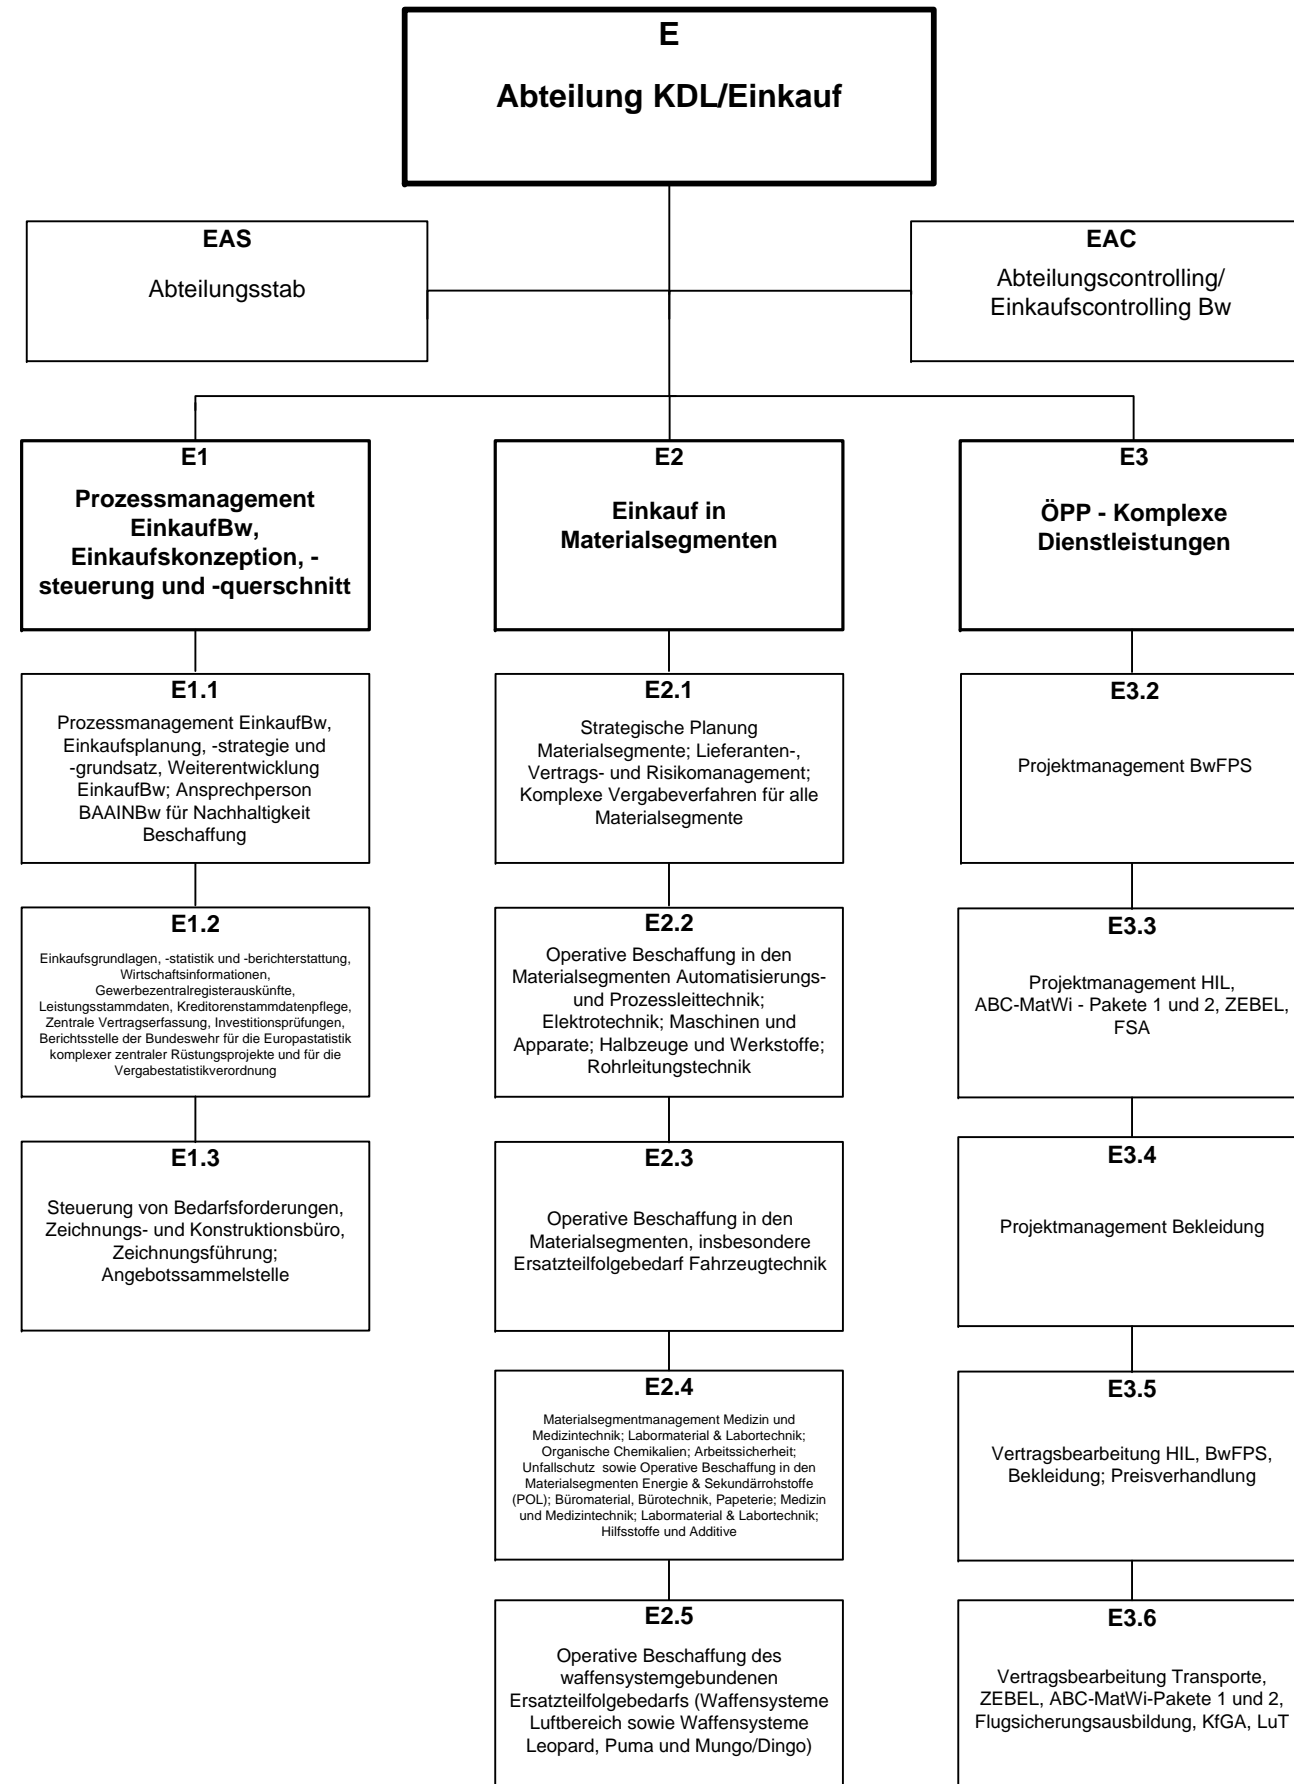 E
Abteilung KDL/Einkauf
EAS
Abteilungsstab
EAC
Abteilungscontrolling/
Einkaufscontrolling Bw
E1
Prozessmanagement
EinkaufBw,
Einkaufskonzeption, -
steuerung und -querschnitt
E2
Einkauf in
Materialsegmenten
E3
ÖPP - Komplexe
Dienstleistungen
E1.1
Prozessmanagement EinkaufBw,
Einkaufsplanung, -strategie und
-grundsatz, Weiterentwicklung
EinkaufBw; Ansprechperson
BAAINBw für Nachhaltigkeit
Beschaffung
E2.1
Strategische Planung
Materialsegmente; Lieferanten-,
Vertrags- und Risikomanagement;
Komplexe Vergabeverfahren für alle
Materialsegmente
E3.2
Projektmanagement BwFPS
E1.2
Einkaufsgrundlagen, -statistik und -berichterstattung,
Wirtschaftsinformationen,
Gewerbezentralregisterauskünfte,
Leistungsstammdaten, Kreditorenstammdatenpflege,
Zentrale Vertragserfassung, Investitionsprüfungen,
Berichtsstelle der Bundeswehr für die Europastatistik
komplexer zentraler Rüstungsprojekte und für die
Vergabestatistikverordnung
E2.2
Operative Beschaffung in den
Materialsegmenten Automatisierungs-
und Prozessleittechnik;
Elektrotechnik; Maschinen und
Apparate; Halbzeuge und Werkstoffe;
Rohrleitungstechnik
E3.3
Projektmanagement HIL,
ABC-MatWi - Pakete 1 und 2, ZEBEL,
FSA
E1.3
Steuerung von Bedarfsforderungen,
Zeichnungs- und Konstruktionsbüro,
Zeichnungsführung;
Angebotssammelstelle
E2.3
Operative Beschaffung in den
Materialsegmenten, insbesondere
Ersatzteilfolgebedarf Fahrzeugtechnik
E3.4
Projektmanagement Bekleidung
E2.4
Materialsegmentmanagement Medizin und
Medizintechnik; Labormaterial & Labortechnik;
Organische Chemikalien; Arbeitssicherheit;
Unfallschutz sowie Operative Beschaffung in den
Materialsegmenten Energie & Sekundärrohstoffe
(POL); Büromaterial, Bürotechnik, Papeterie; Medizin
und Medizintechnik; Labormaterial & Labortechnik;
Hilfsstoffe und Additive
E3.5
Vertragsbearbeitung HIL, BwFPS,
Bekleidung; Preisverhandlung
E2.5
Operative Beschaffung des
waffensystemgebundenen
Ersatzteilfolgebedarfs (Waffensysteme
Luftbereich sowie Waffensysteme
Leopard, Puma und Mungo/Dingo)
E3.6
Vertragsbearbeitung Transporte,
ZEBEL, ABC-MatWi-Pakete 1 und 2,
Flugsicherungsausbildung, KfGA, LuT